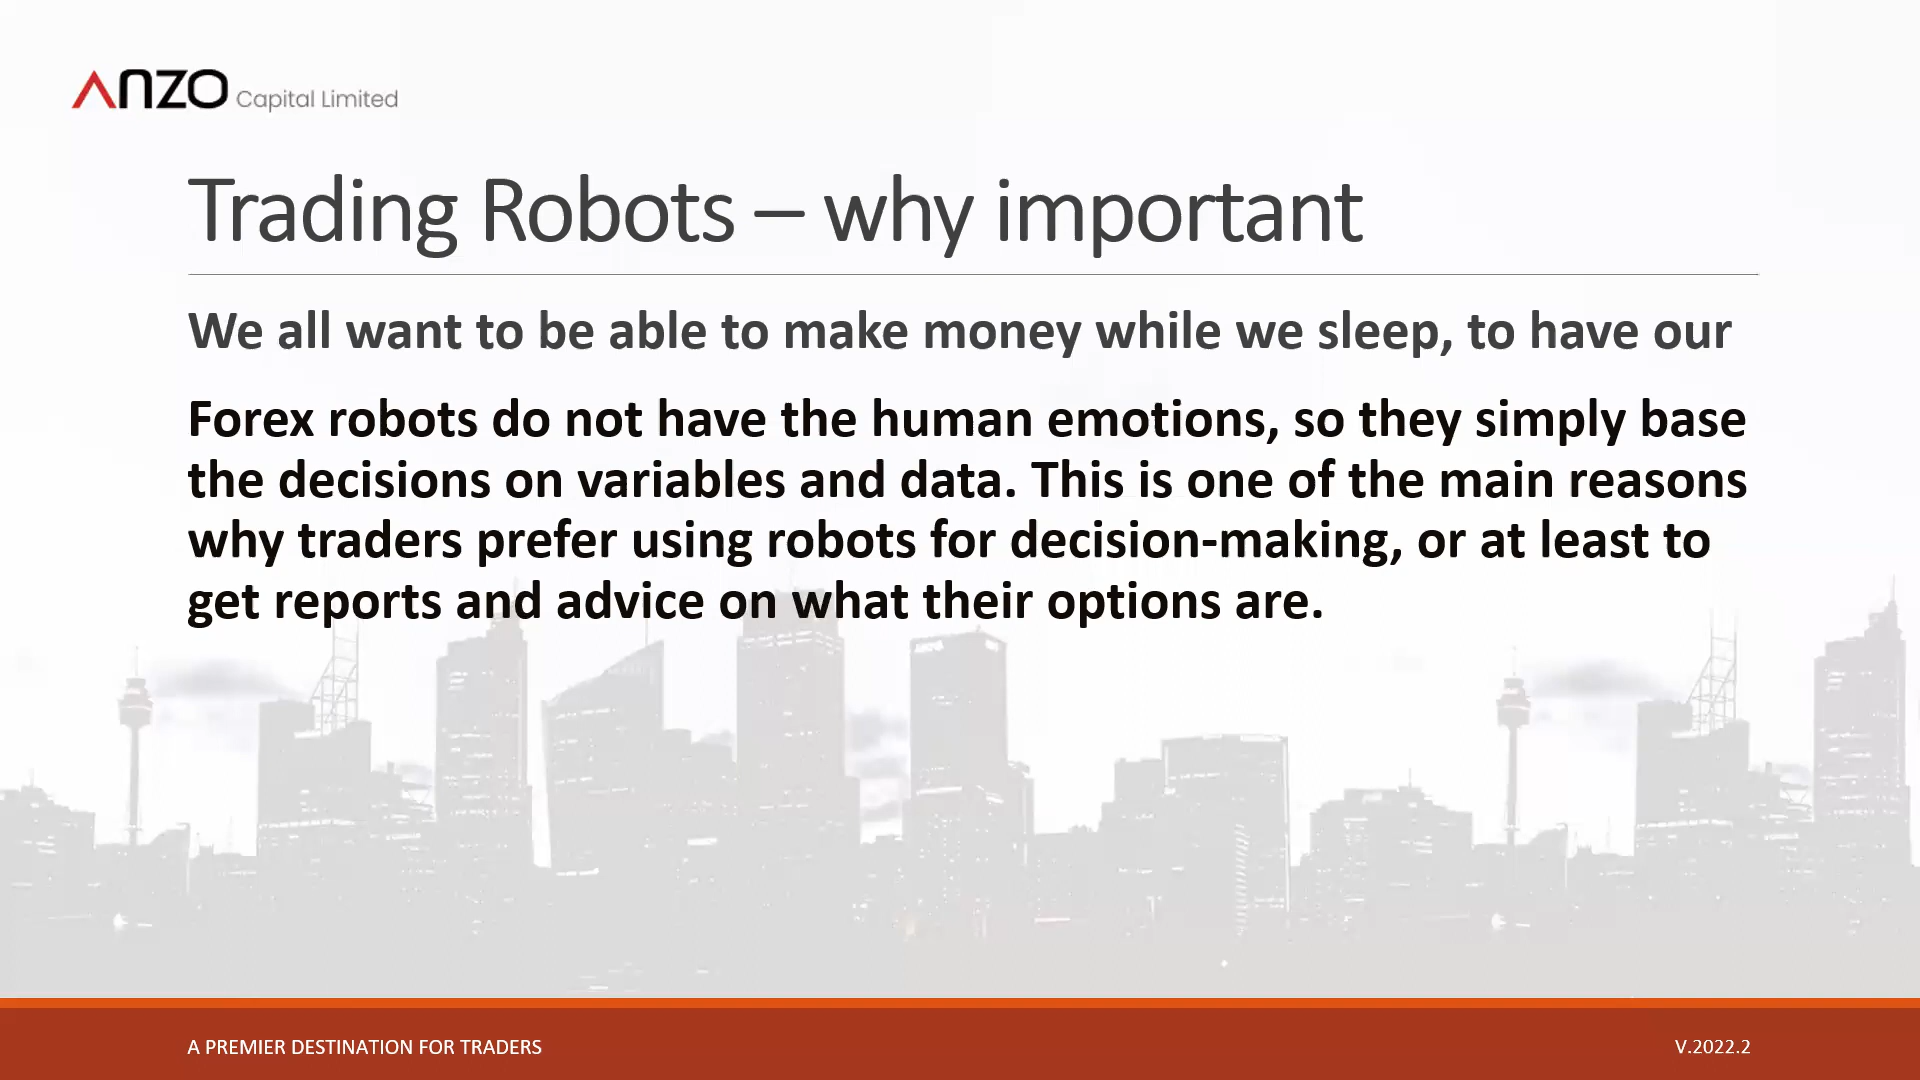 ANZO Capital Limited
Trading Robots – why important
We all want to be able to make money while we sleep, to have our
Forex robots do not have the human emotions, so they simply base
the decisions on variables and data. This is one of the main reasons
why traders prefer using robots for decision-making, or at least to
get reports and advice on what their options are.
A PREMIER DESTINATION FOR TRADERS
V.2022.2